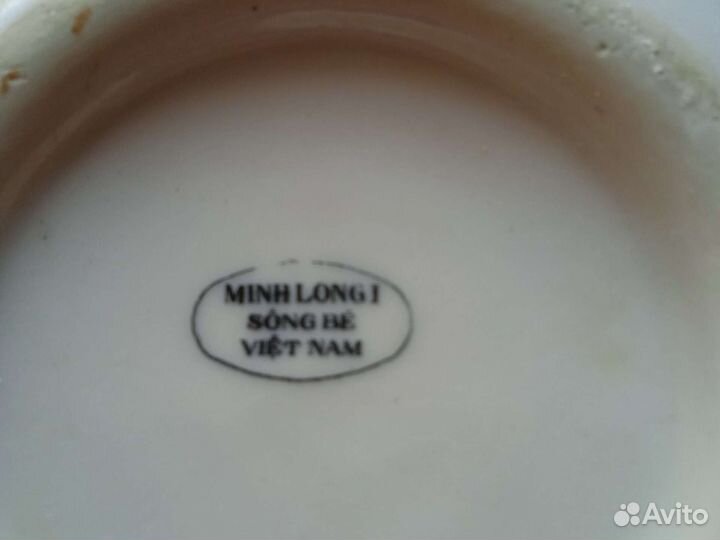 MINH LONG I
SÔNG BÉ
VIỆT NAM
Avito